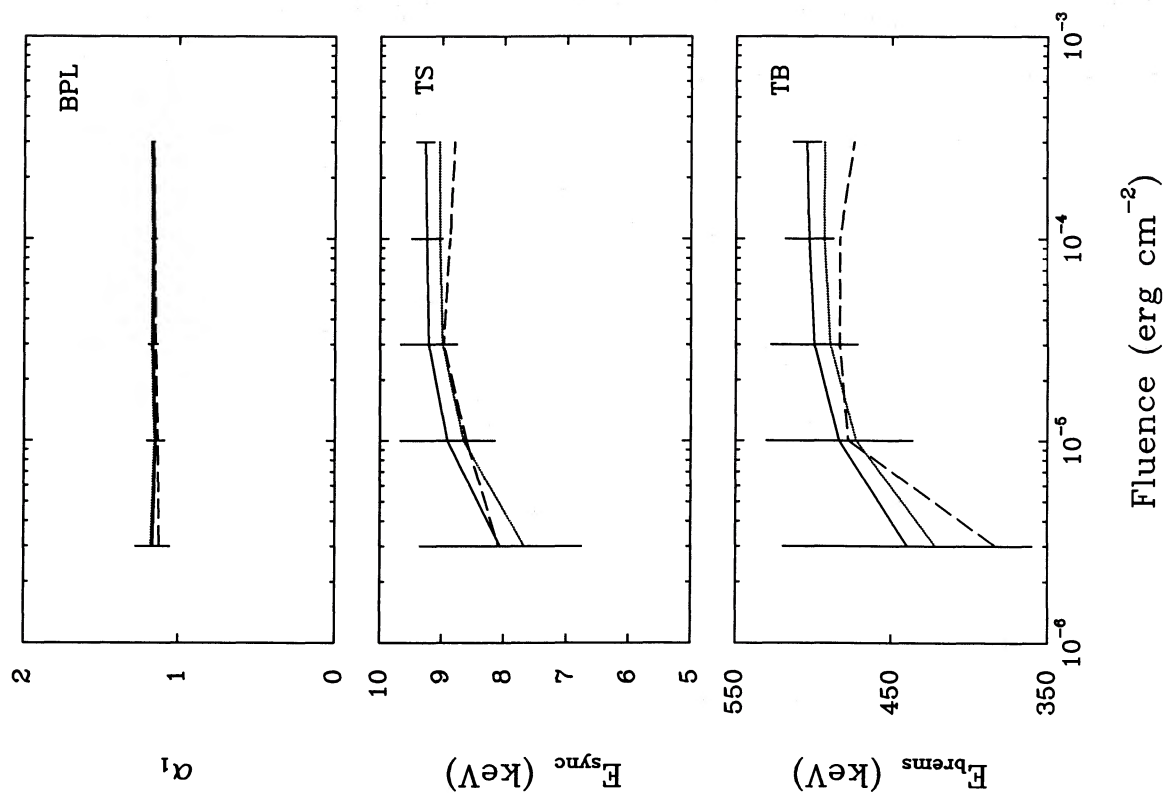 BPL
2
1
0
α₁
TS
10
9
8
7
6
5
E_sync (keV)
TB
550
450
350
E_brems (keV)
10⁻⁶
10⁻⁵
10⁻⁴
10⁻³
Fluence (erg cm⁻²)